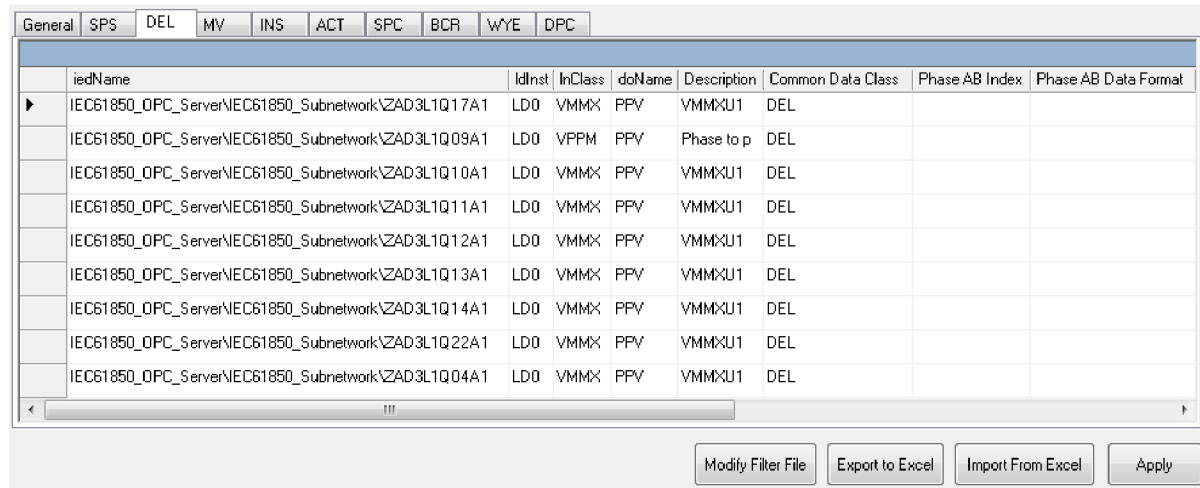 General SPS DEL MV INS ACT SPC BCR WYE DPC
iedName ldInst lnClass doName Description Common Data Class Phase AB Index Phase AB Data Format
IEC61850_OPC_Server\IEC61850_Subnetwork\ZAD3L1Q17A1 LD0 VMMX PPV VMMXU1 DEL
IEC61850_OPC_Server\IEC61850_Subnetwork\ZAD3L1Q09A1 LD0 VPPM PPV Phase to p DEL
IEC61850_OPC_Server\IEC61850_Subnetwork\ZAD3L1Q10A1 LD0 VMMX PPV VMMXU1 DEL
IEC61850_OPC_Server\IEC61850_Subnetwork\ZAD3L1Q11A1 LD0 VMMX PPV VMMXU1 DEL
IEC61850_OPC_Server\IEC61850_Subnetwork\ZAD3L1Q12A1 LD0 VMMX PPV VMMXU1 DEL
IEC61850_OPC_Server\IEC61850_Subnetwork\ZAD3L1Q13A1 LD0 VMMX PPV VMMXU1 DEL
IEC61850_OPC_Server\IEC61850_Subnetwork\ZAD3L1Q14A1 LD0 VMMX PPV VMMXU1 DEL
IEC61850_OPC_Server\IEC61850_Subnetwork\ZAD3L1Q22A1 LD0 VMMX PPV VMMXU1 DEL
IEC61850_OPC_Server\IEC61850_Subnetwork\ZAD3L1Q04A1 LD0 VMMX PPV VMMXU1 DEL
Modify Filter File Export to Excel Import From Excel Apply